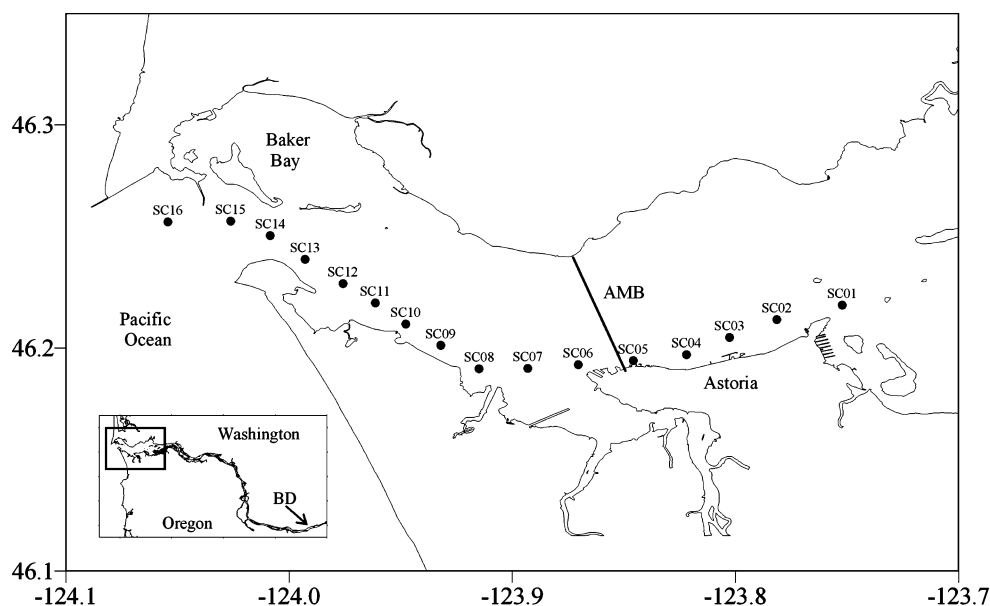 46.3
Baker
Bay
SC16
SC15
SC14
SC13
SC12
SC11
SC10
SC09
SC08
SC07
SC06
SC05
SC04
SC03
SC02
SC01
AMB
Pacific
Ocean
46.2
Astoria
Washington
BD
Oregon
46.1
-124.1
-124.0
-123.9
-123.8
-123.7